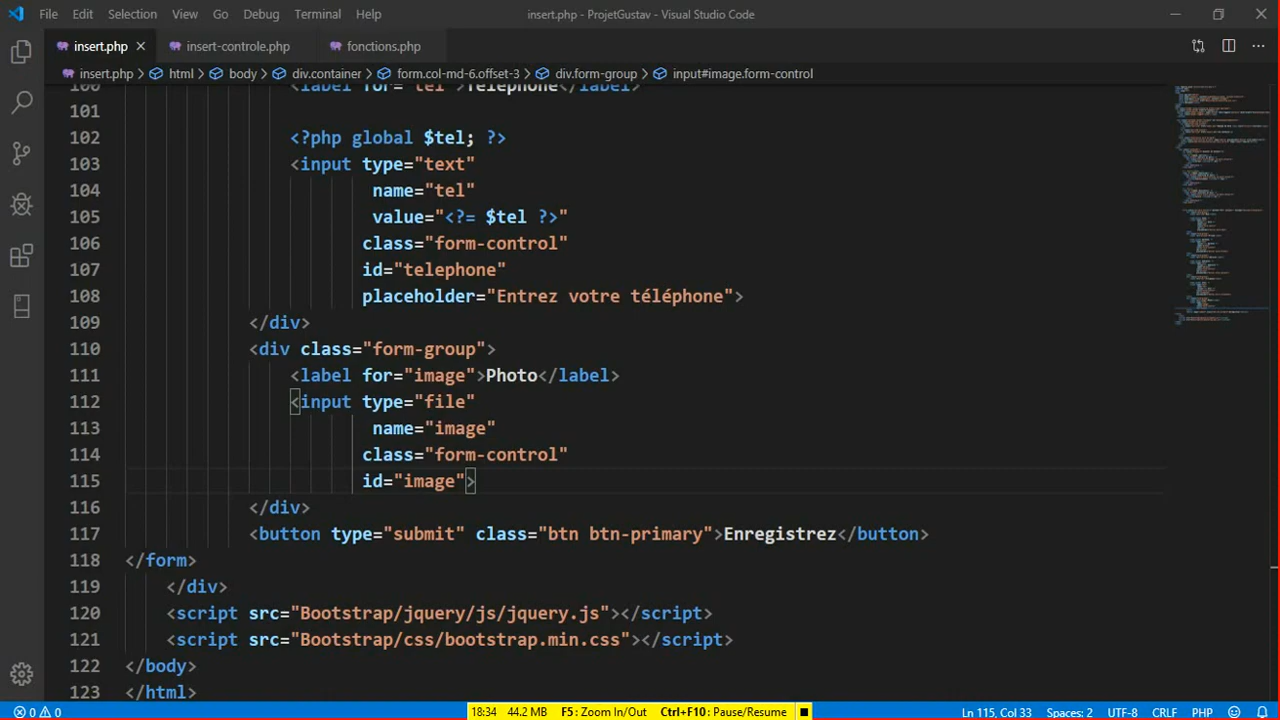 File Edit Selection View Go Debug Terminal Help insert.php - ProjetGustav - Visual Studio Code
insert.php insert-controle.php fonctions.php
insert.php > html > body > div.container > form.col-md-6.offset-3 > div.form-group > input#image.form-control
100 <label for="tel">Téléphone</label>
101
102 <?php global $tel; ?>
103 <input type="text"
104 name="tel"
105 value="<?= $tel ?>"
106 class="form-control"
107 id="telephone"
108 placeholder="Entrez votre téléphone">
109 </div>
110 <div class="form-group">
111 <label for="image">Photo</label>
112 <input type="file"
113 name="image"
114 class="form-control"
115 id="image">
116 </div>
117 <button type="submit" class="btn btn-primary">Enregistrez</button>
118 </form>
119 </div>
120 <script src="Bootstrap/jquery/js/jquery.js"></script>
121 <script src="Bootstrap/css/bootstrap.min.css"></script>
122 </body>
123 </html>
0 0 18:34 44.2 MB F5: Zoom In/Out Ctrl+F10: Pause/Resume Ln 115, Col 33 Spaces: 2 UTF-8 CRLF PHP